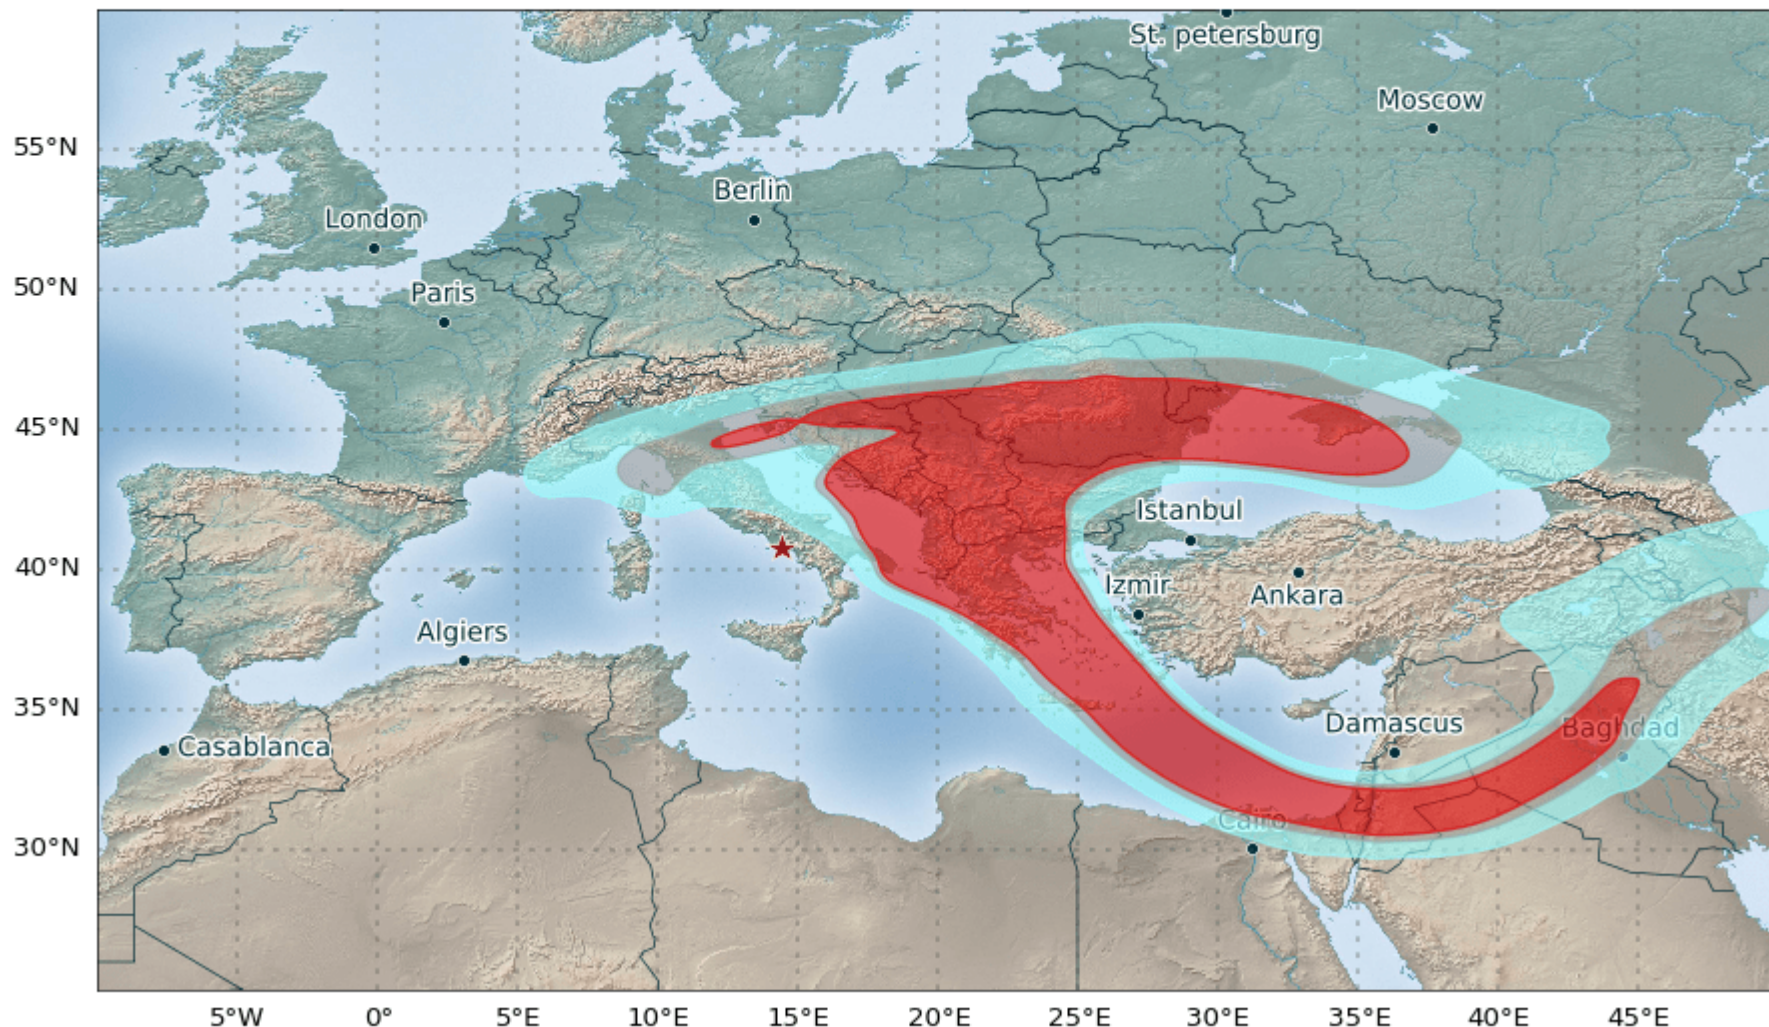 St. petersburg
Moscow
55°N
Berlin
London
50°N
Paris
45°N
Istanbul
40°N
Izmir
Ankara
Algiers
35°N
Damascus
Baghdad
Casablanca
Cairo
30°N
5°W 0° 5°E 10°E 15°E 20°E 25°E 30°E 35°E 40°E 45°E